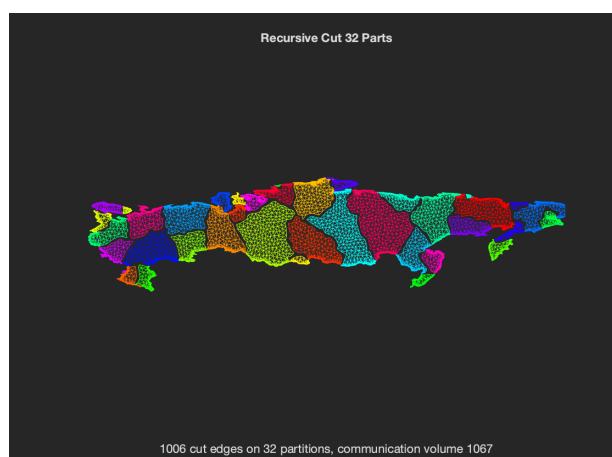 Recursive Cut 32 Parts
1006 cut edges on 32 partitions, communication volume 1067